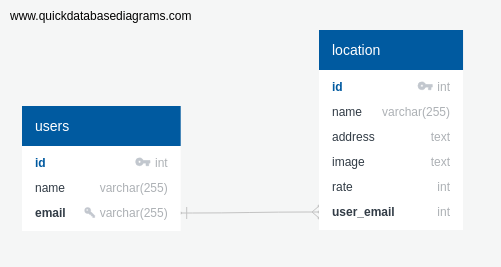 www.quickdatabasediagrams.com
location
id int
name varchar(255)
address text
image text
rate int
user_email int
users
id int
name varchar(255)
email varchar(255)